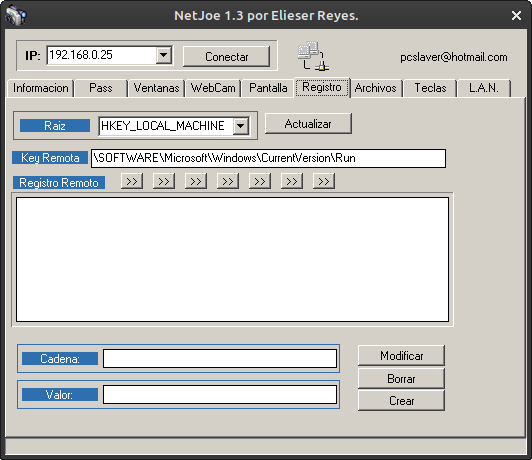 NetJoe 1.3 por Elieser Reyes.
IP: 192.168.0.25 Conectar pcslaver@hotmail.com
Informacion Pass Ventanas WebCam Pantalla Registro Archivos Teclas L.A.N.
Raiz HKEY_LOCAL_MACHINE Actualizar
Key Remota \SOFTWARE\Microsoft\Windows\CurrentVersion\Run
Registro Remoto >> >> >> >> >> >> >>
Cadena: Modificar
Borrar
Valor: Crear